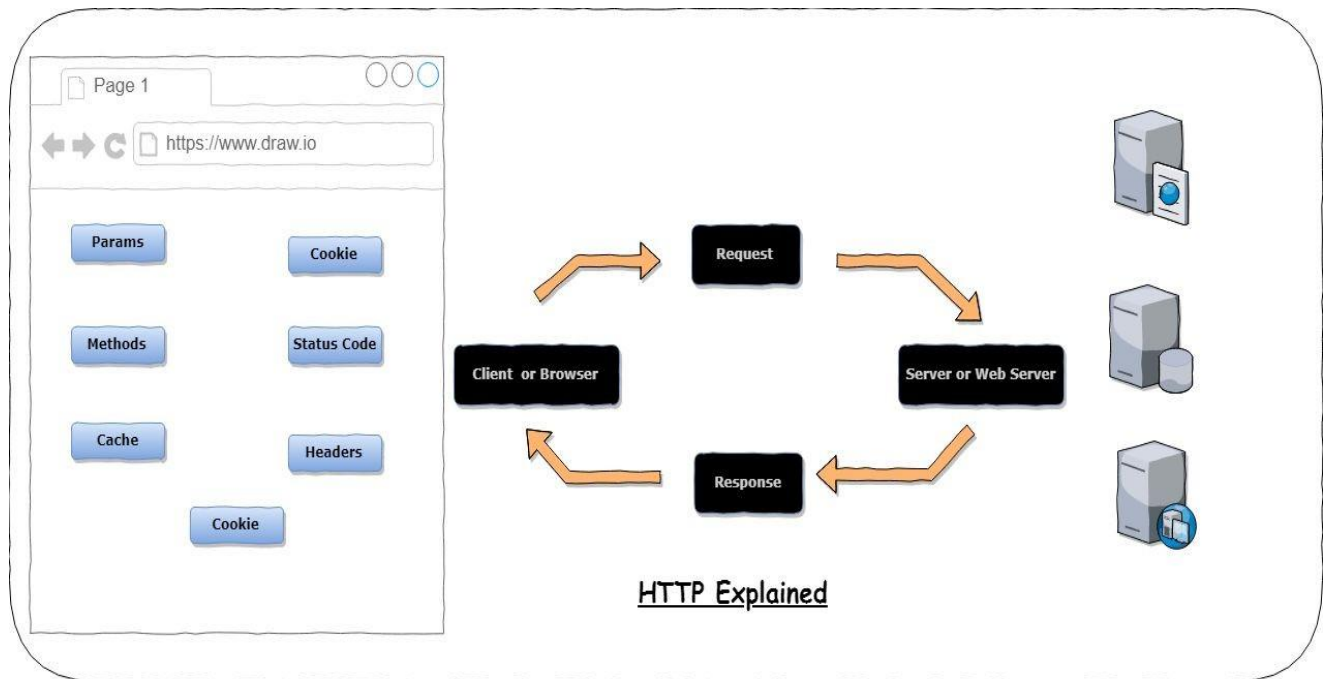 Page 1
https://www.draw.io
Params
Cookie
Methods
Status Code
Cache
Headers
Cookie
Request
Client or Browser
Server or Web Server
Response
HTTP Explained